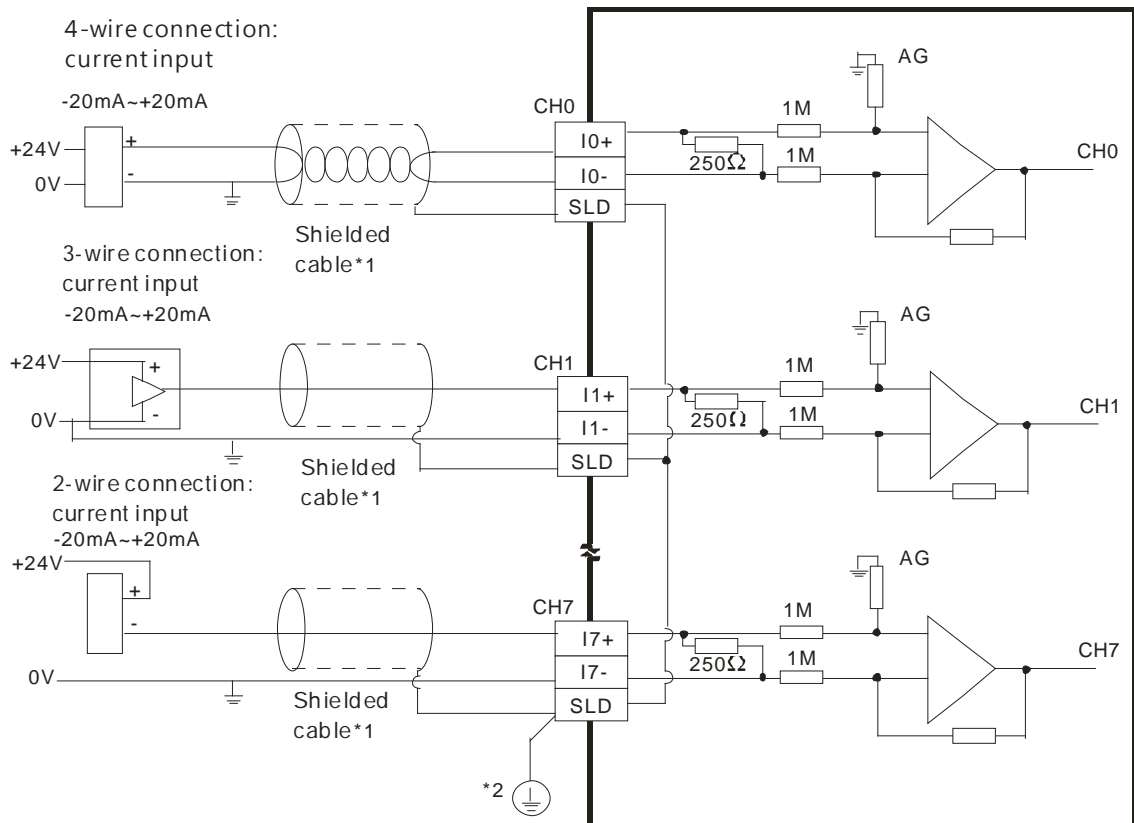 4-wire connection:
current input
-20mA~+20mA
+24V
0V
+
-
Shielded
cable*1
CH0
I0+
I0-
SLD
250Ω
1M
1M
AG
CH0
3-wire connection:
current input
-20mA~+20mA
+24V
0V
+
-
Shielded
cable*1
CH1
I1+
I1-
SLD
250Ω
1M
1M
AG
CH1
2-wire connection:
current input
-20mA~+20mA
+24V
0V
+
-
Shielded
cable*1
CH7
I7+
I7-
SLD
*2
250Ω
1M
1M
AG
CH7